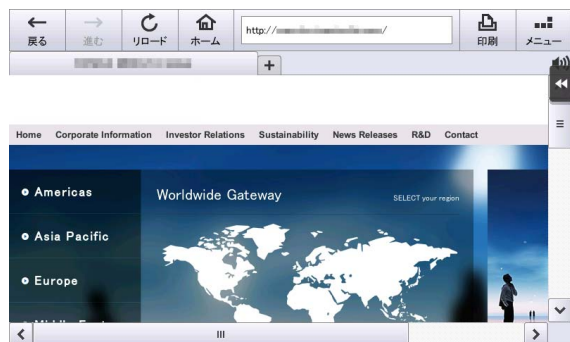 戻る 進む リロード ホーム http:// / 印刷 メニュー
+
Home Corporate Information Investor Relations Sustainability News Releases R&D Contact
Americas
Worldwide Gateway
SELECT your region
Asia Pacific
Europe